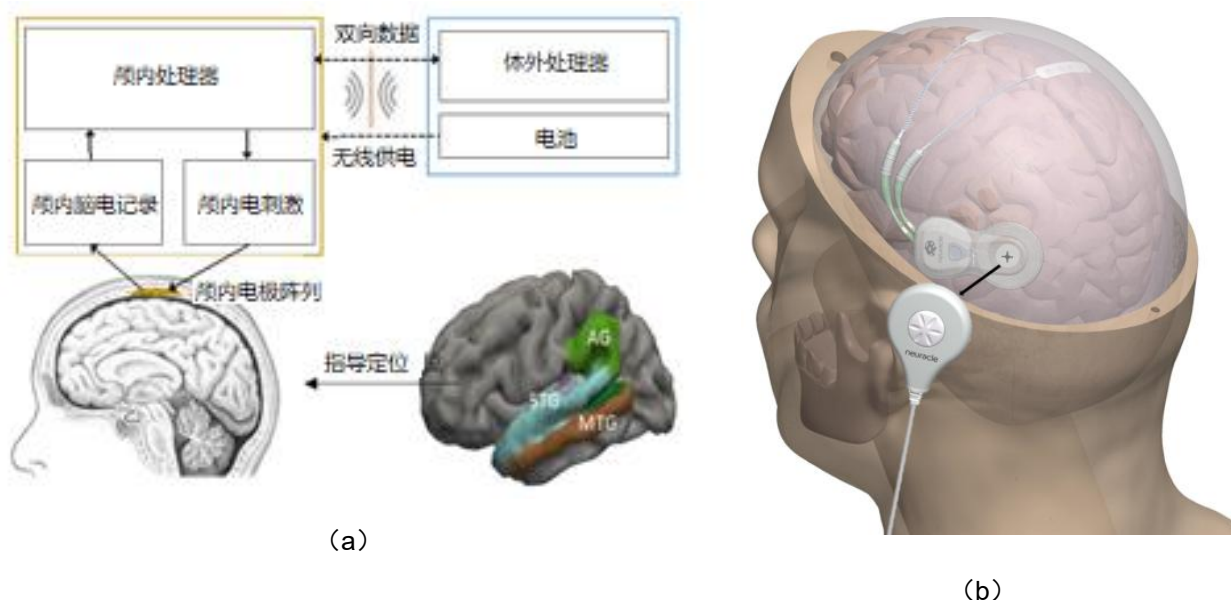 双向数据
颅内处理器
体外处理器
电池
无线供电
颅内脑电记录
颅内电刺激
颅内电极阵列
指导定位
AG
STG
MTG
neuracle
（a）
（b）